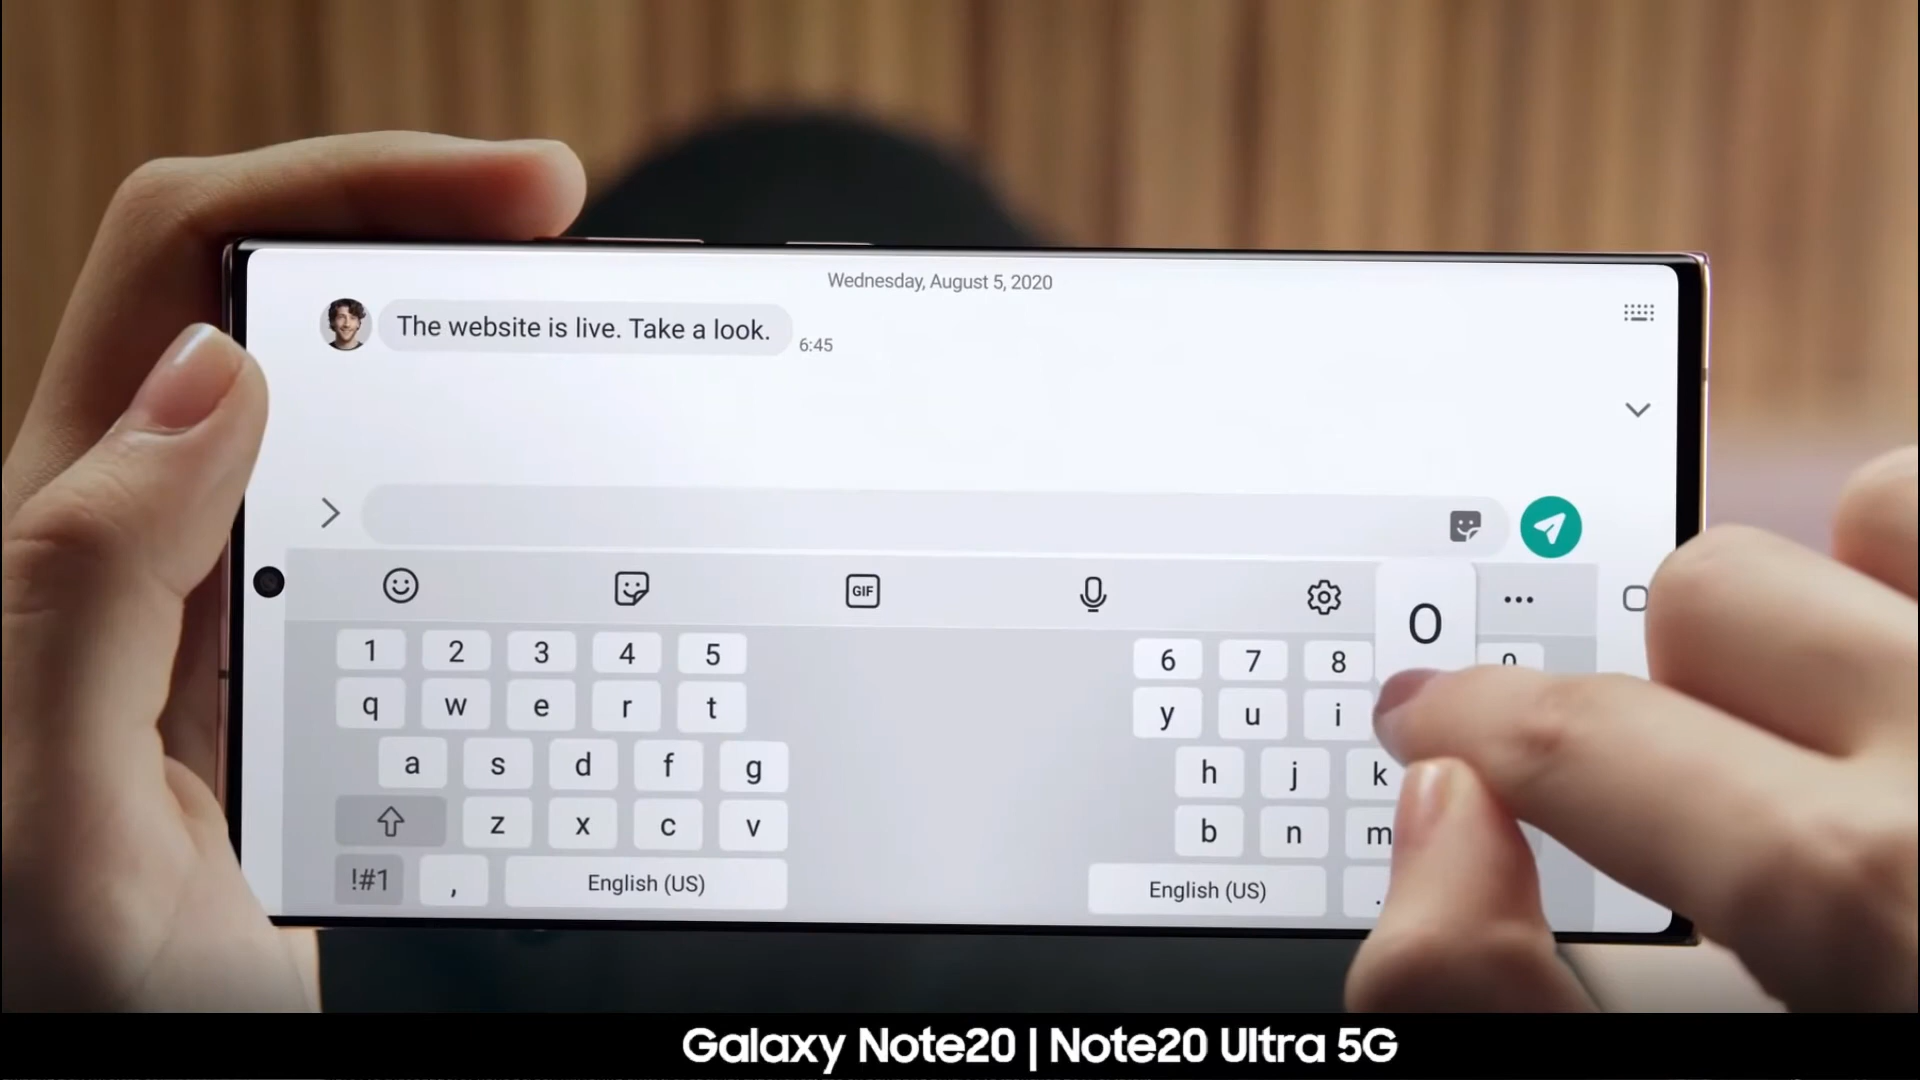 Wednesday, August 5, 2020
The website is live. Take a look.
6:45
GIF
O
1 2 3 4 5 6 7 8
q w e r t y u i
a s d f g h j k
z x c v b n m
!#1 , English (US) English (US) .
Galaxy Note20 | Note20 Ultra 5G